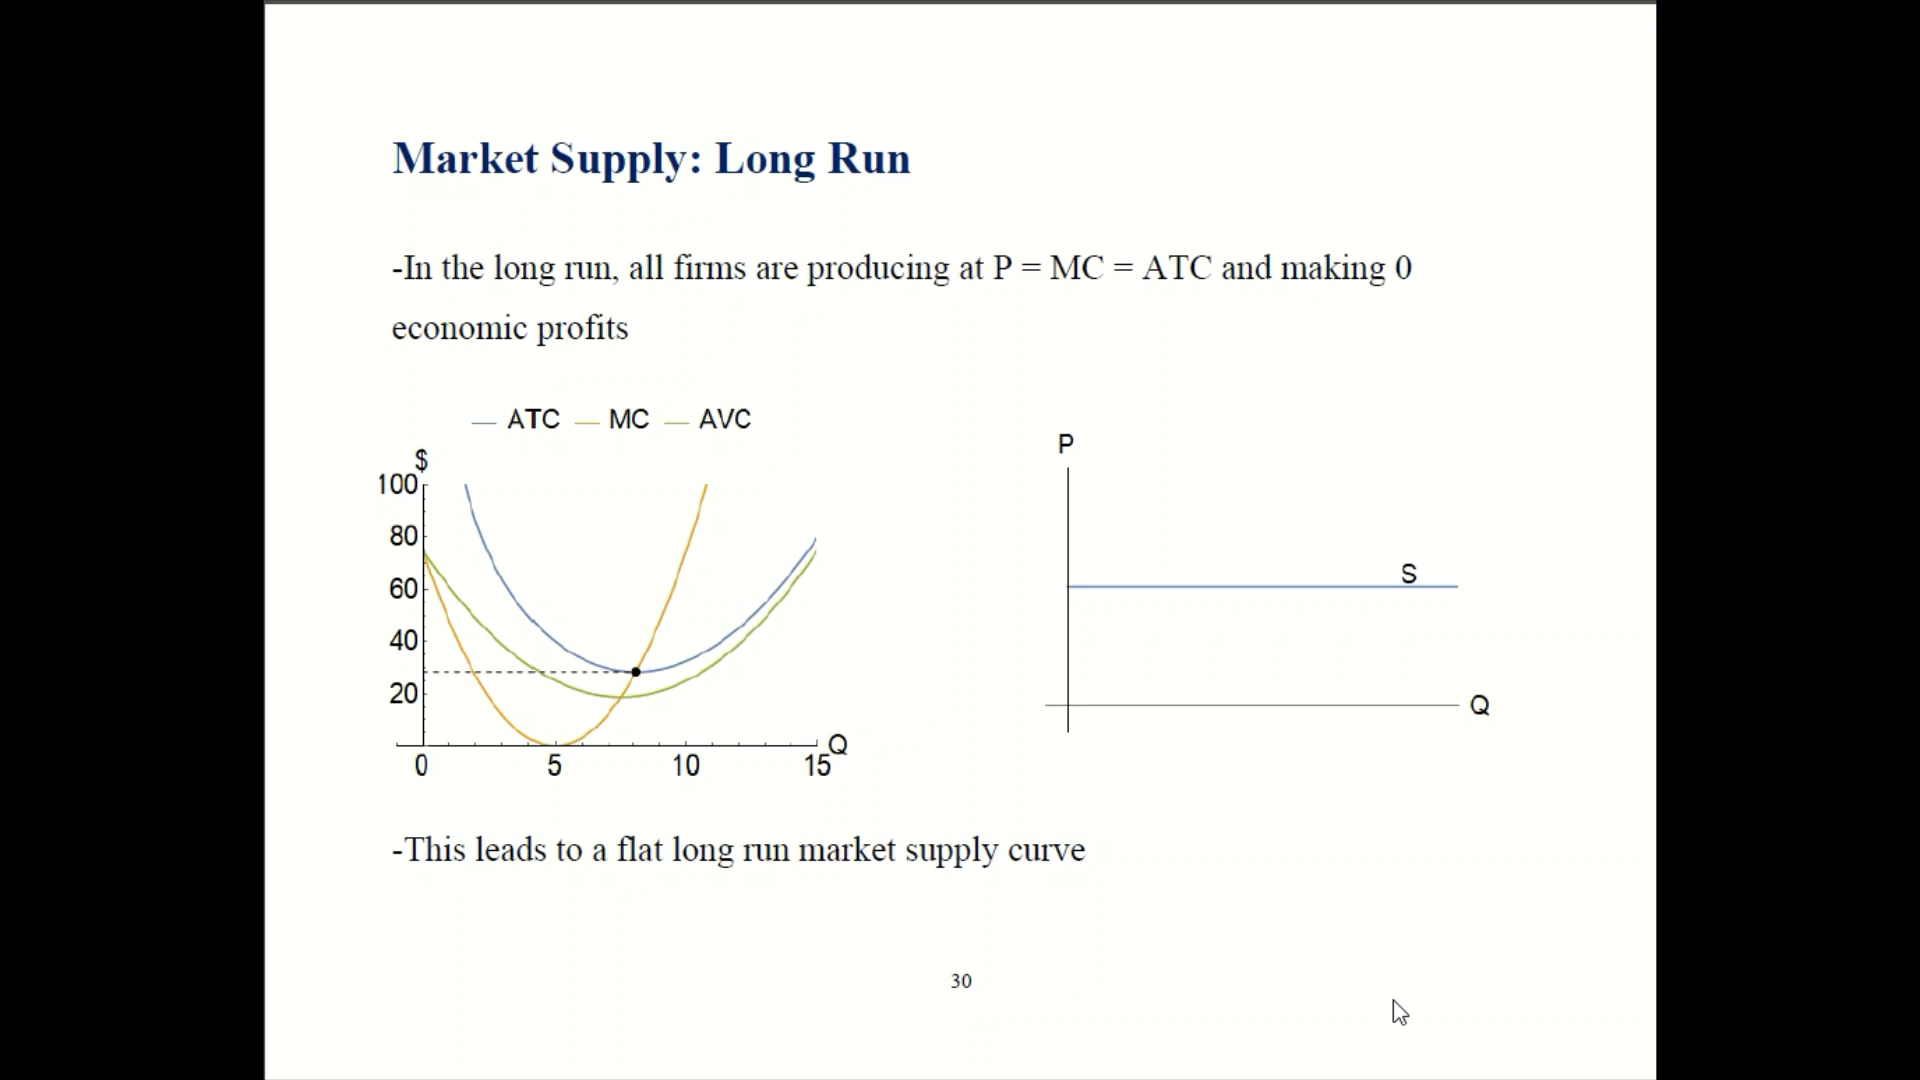 Market Supply: Long Run
-In the long run, all firms are producing at P = MC = ATC and making 0
economic profits
ATC MC AVC
$
100
80
60
40
20
0 5 10 15 Q
P
S
Q
-This leads to a flat long run market supply curve
30